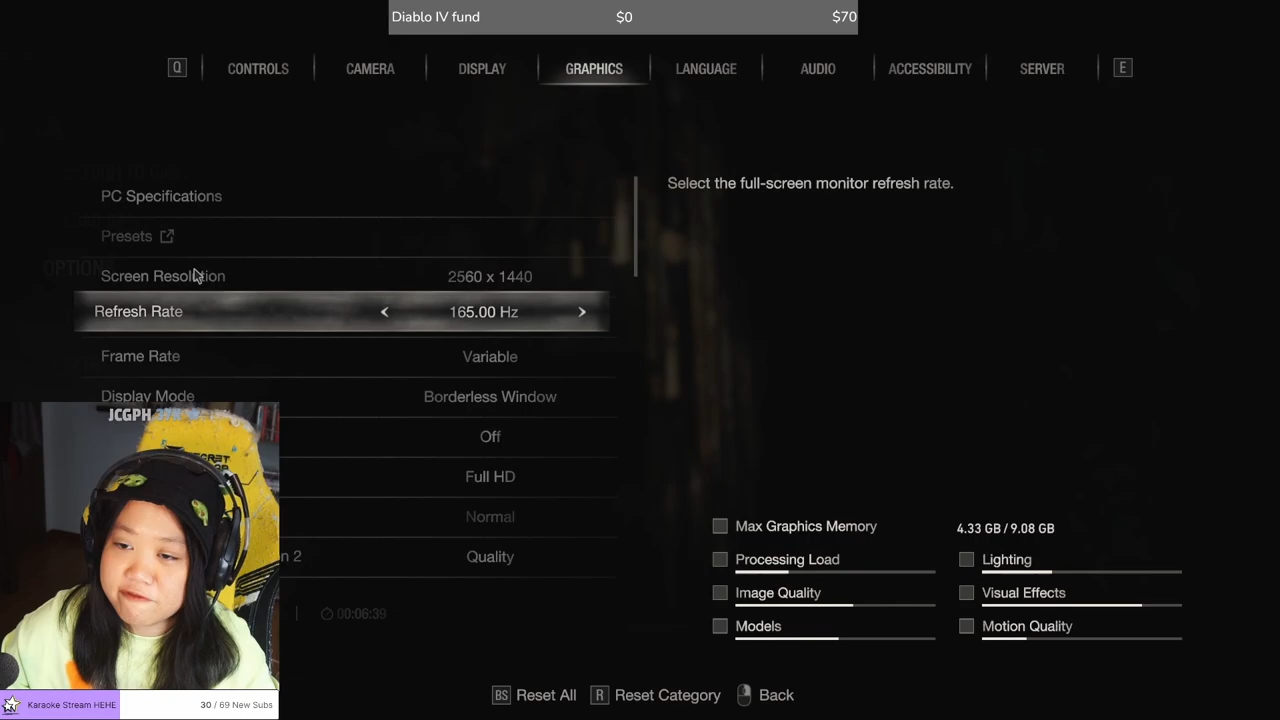 Diablo IV fund $0 $70
Q CONTROLS CAMERA DISPLAY GRAPHICS LANGUAGE AUDIO ACCESSIBILITY SERVER E
PC Specifications
Presets
OPTIONS
Screen Resolution 2560 x 1440
Refresh Rate 165.00 Hz
Frame Rate Variable
Display Mode Borderless Window
Off
Full HD
Normal
n 2 Quality
00:06:39
Select the full-screen monitor refresh rate.
Max Graphics Memory 4.33 GB / 9.08 GB
Processing Load Lighting
Image Quality Visual Effects
Models Motion Quality
JCGPH
Karaoke Stream HEHE 30 / 69 New Subs
BS Reset All R Reset Category Back